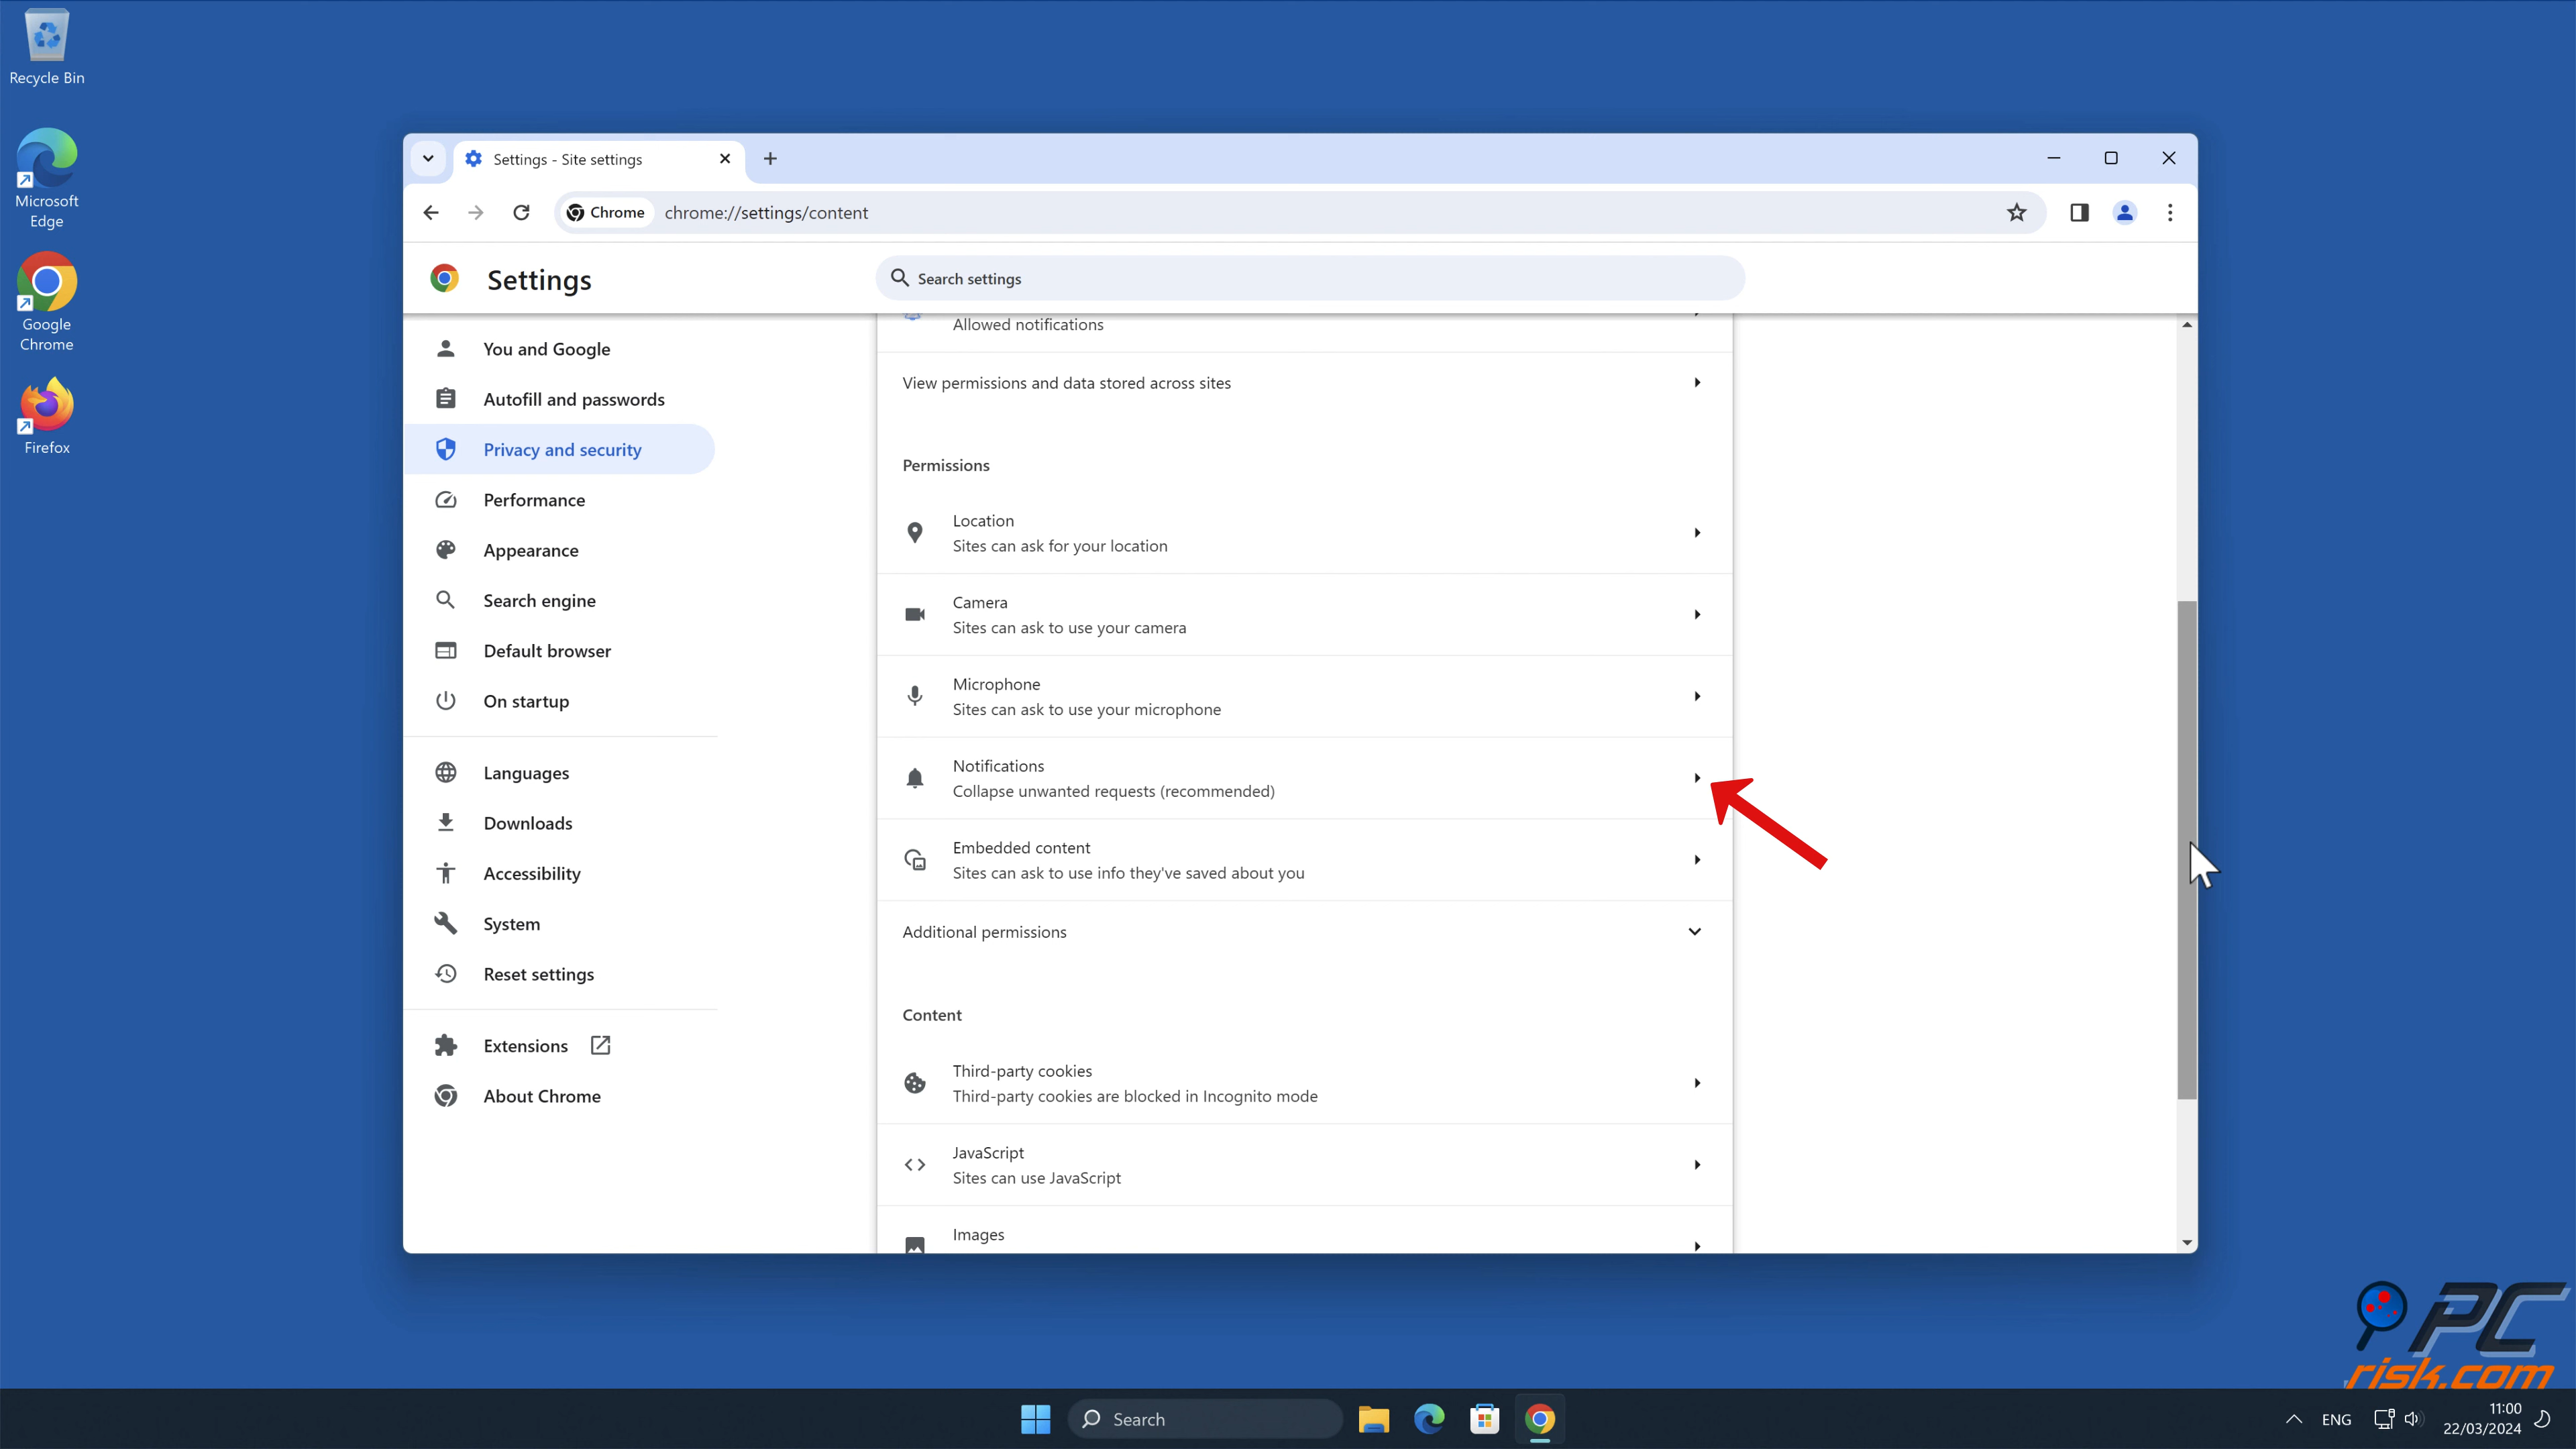 Recycle Bin
Microsoft
Edge
Google
Chrome
Firefox
Settings - Site settings
Chrome
chrome://settings/content
Settings
Search settings
You and Google
Autofill and passwords
Privacy and security
Performance
Appearance
Search engine
Default browser
On startup
Languages
Downloads
Accessibility
System
Reset settings
Extensions
About Chrome
Allowed notifications
View permissions and data stored across sites
Permissions
Location
Sites can ask for your location
Camera
Sites can ask to use your camera
Microphone
Sites can ask to use your microphone
Notifications
Collapse unwanted requests (recommended)
Embedded content
Sites can ask to use info they've saved about you
Additional permissions
Content
Third-party cookies
Third-party cookies are blocked in Incognito mode
JavaScript
Sites can use JavaScript
Images
PC
risk.com
Search
ENG
11:00
22/03/2024